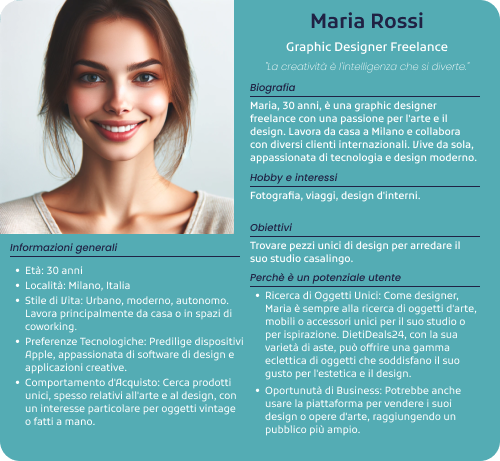 Maria Rossi
Graphic Designer Freelance
"La creatività è l'intelligenza che si diverte."
Biografia
Maria, 30 anni, è una graphic designer
freelance con una passione per l'arte e il
design. Lavora da casa a Milano e collabora
con diversi clienti internazionali. Vive da sola,
appassionata di tecnologia e design moderno.
Hobby e interessi
Fotografia, viaggi, design d'interni.
Obiettivi
Trovare pezzi unici di design per arredare il
suo studio casalingo.
Perchè è un potenziale utente
• Ricerca di Oggetti Unici: Come designer,
Maria è sempre alla ricerca di oggetti d'arte,
mobili o accessori unici per il suo studio o
per ispirazione. DietiDeals24, con la sua
varietà di aste, può offrire una gamma
eclettica di oggetti che soddisfano il suo
gusto per l'estetica e il design.
• Oportunutà di Business: Potrebbe anche
usare la piattaforma per vendere i suoi
design o opere d'arte, raggiungendo un
pubblico più ampio.
Informazioni generali
• Età: 30 anni
• Località: Milano, Italia
• Stile di Vita: Urbano, moderno, autonomo.
Lavora principalmente da casa o in spazi di
coworking.
• Preferenze Tecnologiche: Predilige dispositivi
Apple, appassionata di software di design e
applicazioni creative.
• Comportamento d'Acquisto: Cerca prodotti
unici, spesso relativi all'arte e al design, con
un interesse particolare per oggetti vintage
o fatti a mano.